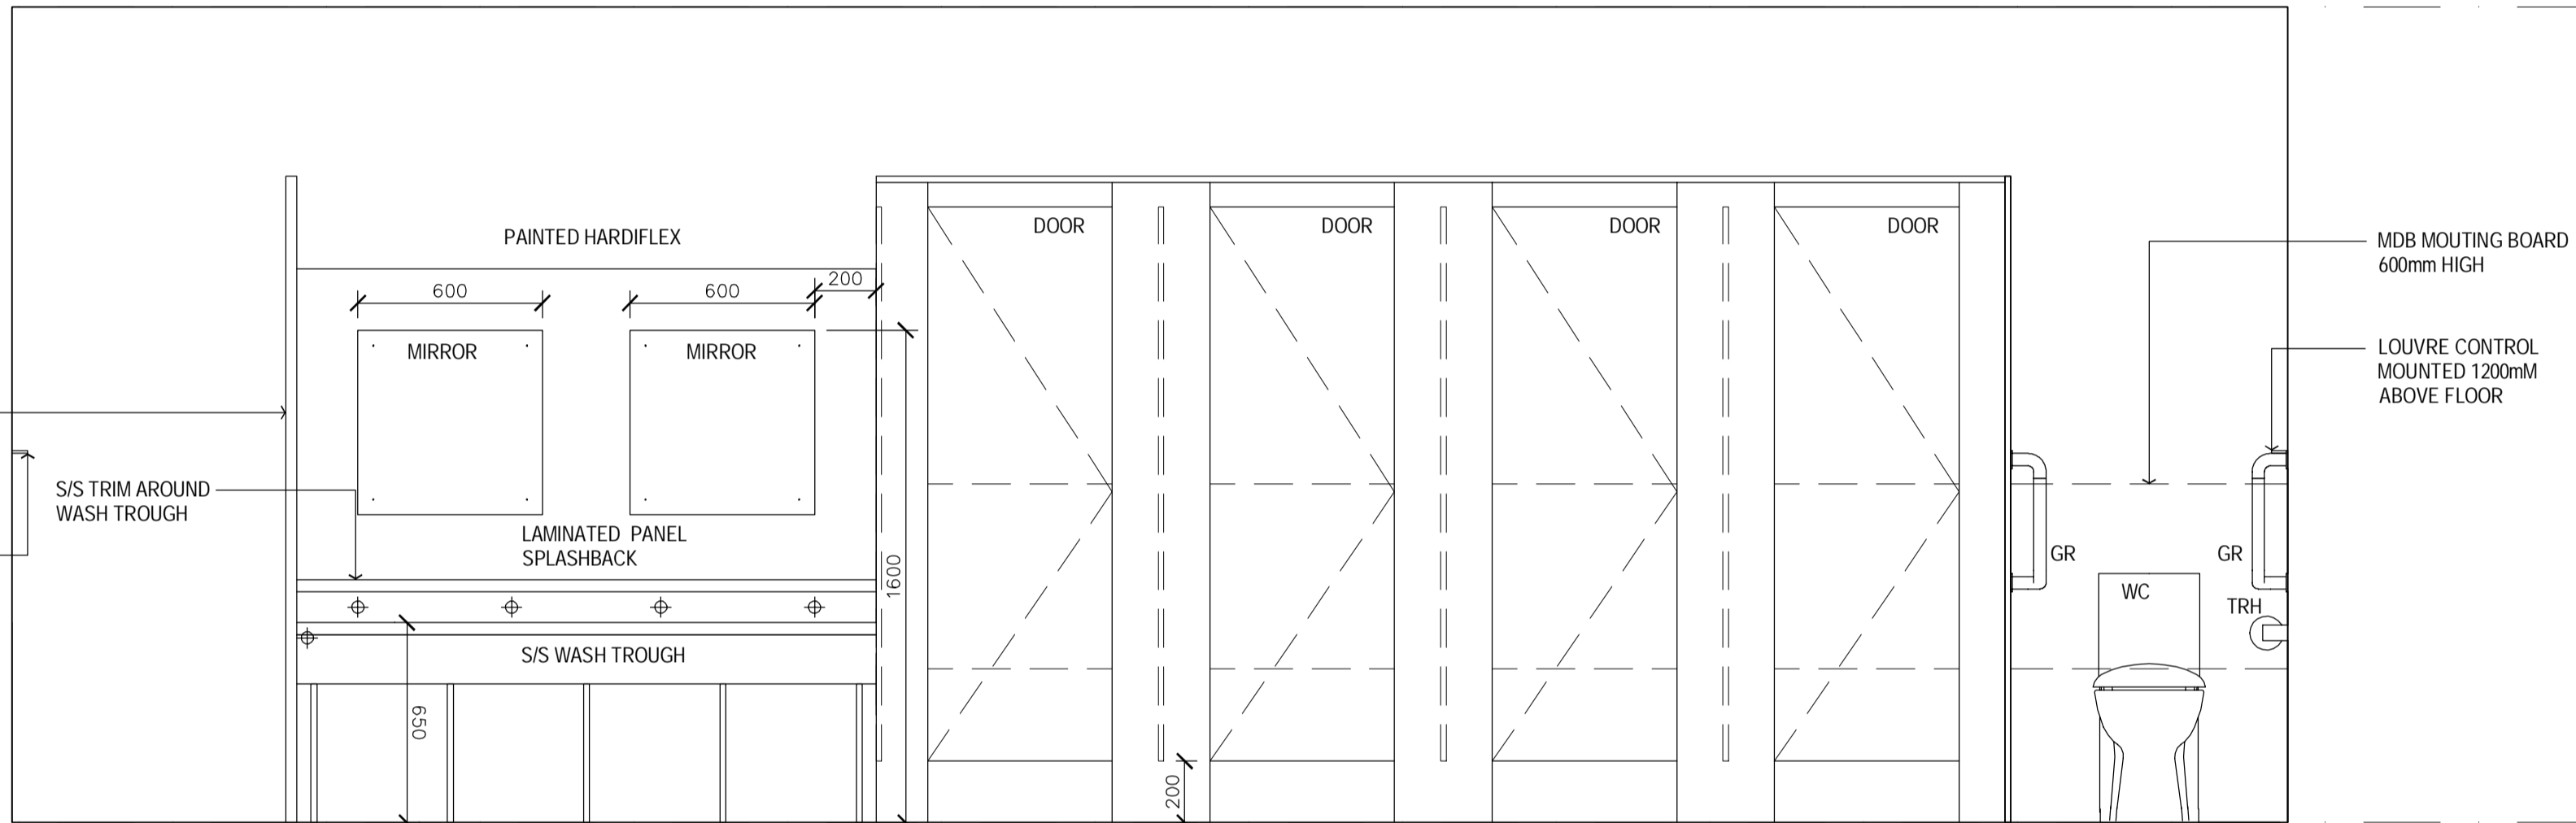 PAINTED HARDIFLEX
600
600
200
MIRROR
MIRROR
DOOR
DOOR
DOOR
DOOR
MDB MOUTING BOARD
600mm HIGH
LOUVRE CONTROL
MOUNTED 1200mM
ABOVE FLOOR
S/S TRIM AROUND
WASH TROUGH
LAMINATED PANEL
SPLASHBACK
1600
GR
GR
WC
TRH
S/S WASH TROUGH
650
200